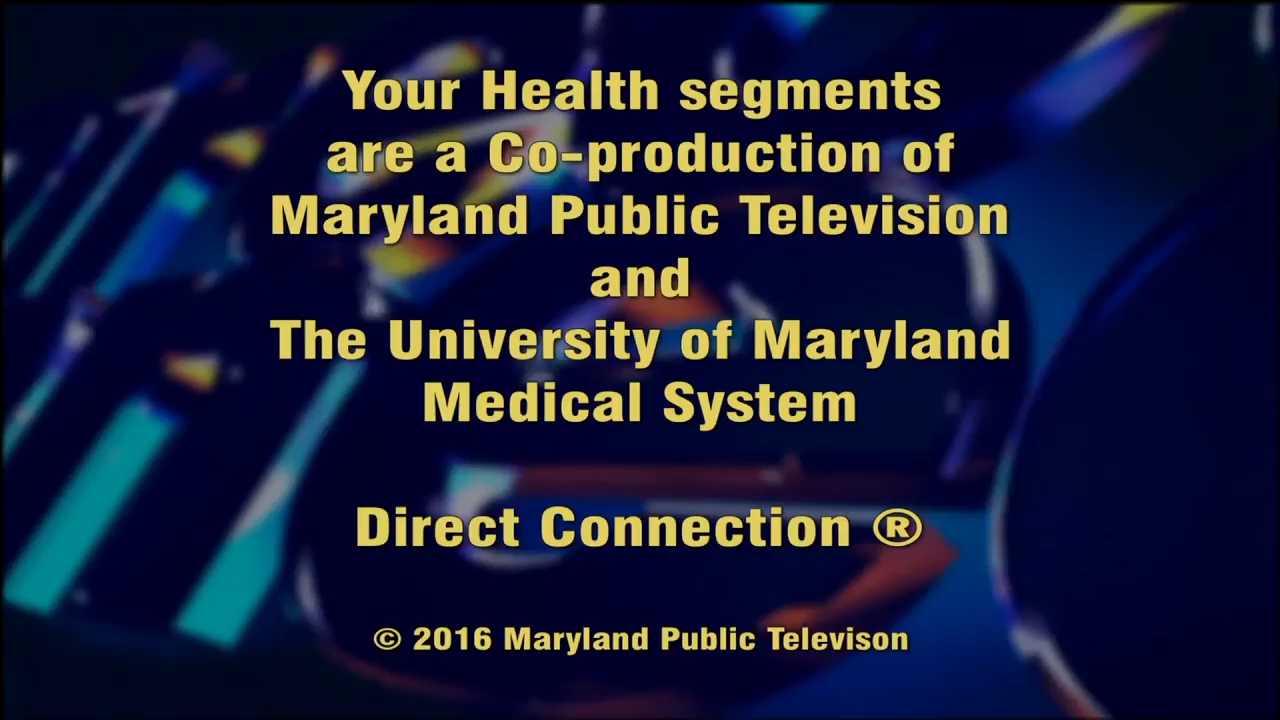 Your Health segments
are a Co-production of
Maryland Public Television
and
The University of Maryland
Medical System
Direct Connection ®
© 2016 Maryland Public Televison